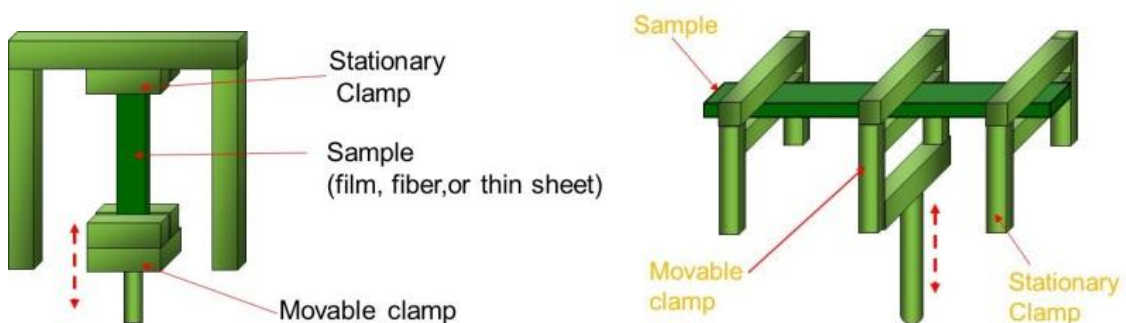 Stationary
Clamp
Sample
(film, fiber,or thin sheet)
Movable clamp
Sample
Movable
clamp
Stationary
Clamp